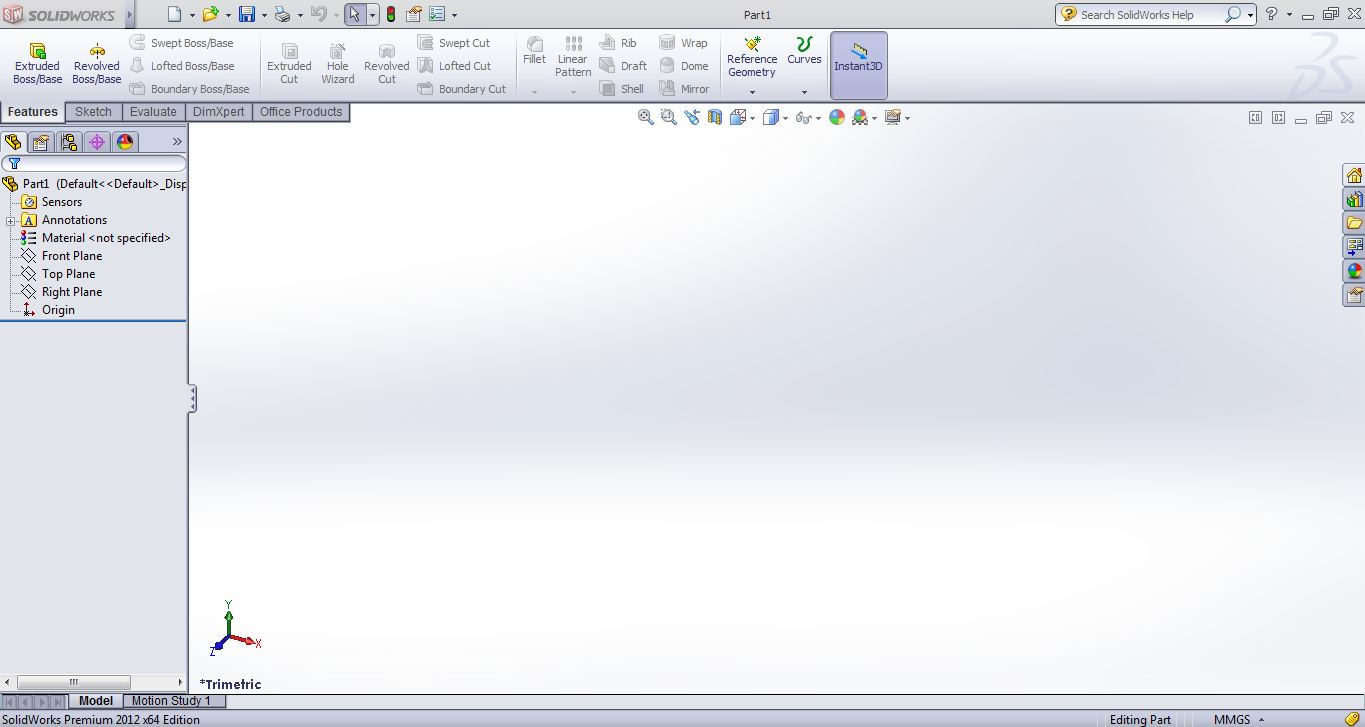 SW SOLIDWORKS Part1 Search SolidWorks Help ?
Extruded Boss/Base
Revolved Boss/Base
Swept Boss/Base
Lofted Boss/Base
Boundary Boss/Base
Extruded Cut
Hole Wizard
Revolved Cut
Swept Cut
Lofted Cut
Boundary Cut
Fillet
Linear Pattern
Rib
Draft
Shell
Wrap
Dome
Mirror
Reference Geometry
Curves
Instant3D
Features Sketch Evaluate DimXpert Office Products
Part1 (Default<<Default>_Disp
Sensors
A Annotations
Material <not specified>
Front Plane
Top Plane
Right Plane
Origin
Y
X
Z
*Trimetric
Model Motion Study 1
SolidWorks Premium 2012 x64 Edition Editing Part MMGS